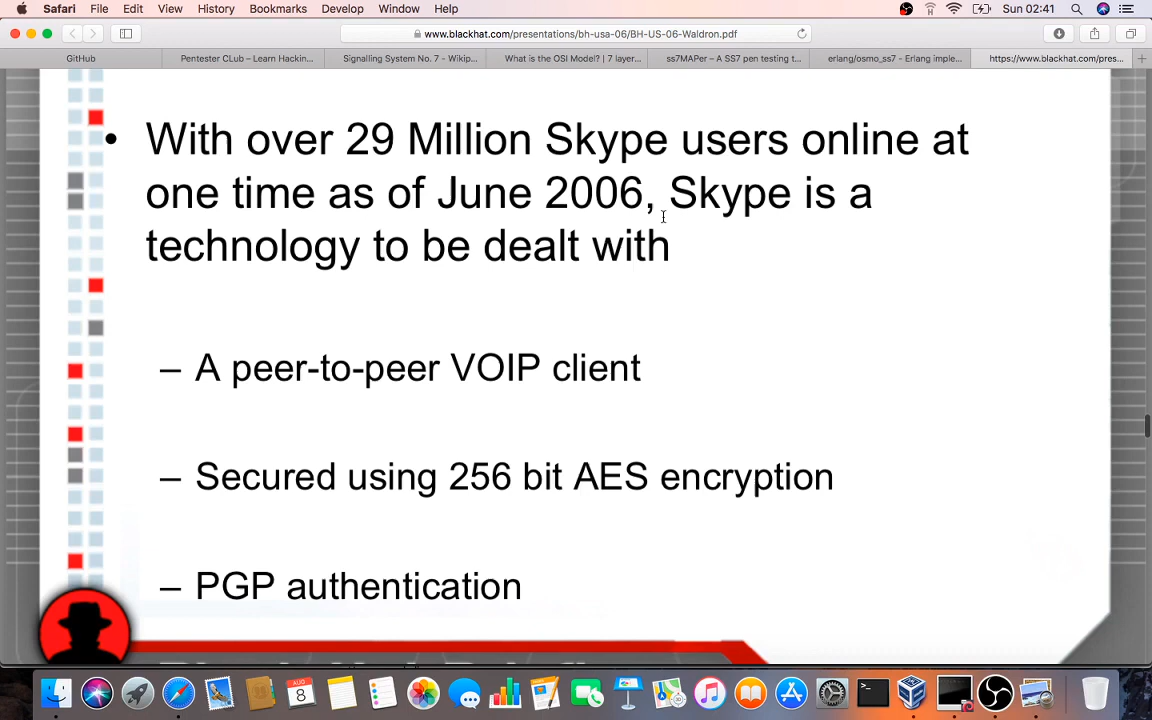 Safari File Edit View History Bookmarks Develop Window Help Sun 02:41
www.blackhat.com/presentations/bh-usa-06/BH-US-06-Waldron.pdf
GitHub Pentester CLub – Learn Hackin... Signalling System No. 7 - Wikip... What is the OSI Model? | 7 layer... ss7MAPer – A SS7 pen testing t... erlang/osmo_ss7 - Erlang imple... https://www.blackhat.com/pres...
• With over 29 Million Skype users online at
one time as of June 2006, Skype is a
technology to be dealt with
– A peer-to-peer VOIP client
– Secured using 256 bit AES encryption
– PGP authentication
AUG
8